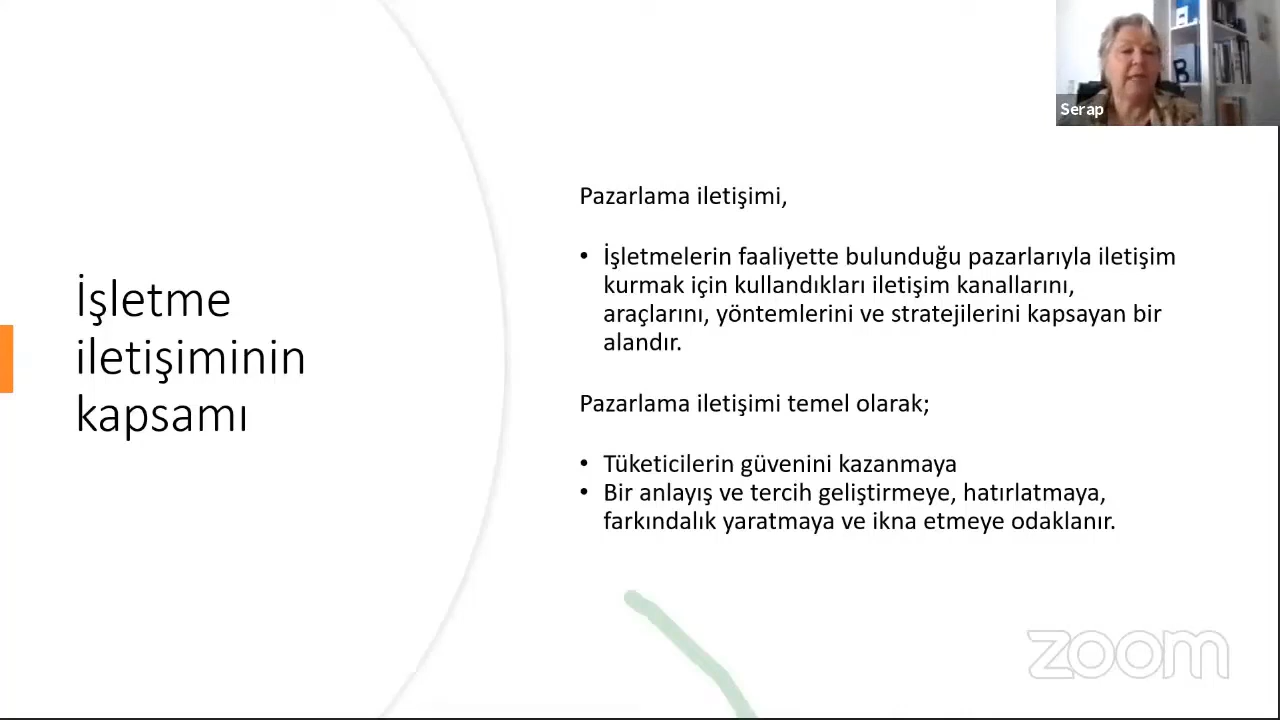 Serap
İşletme
iletişiminin
kapsamı
Pazarlama iletişimi,
• İşletmelerin faaliyette bulunduğu pazarlarıyla iletişim
kurmak için kullandıkları iletişim kanallarını,
araçlarını, yöntemlerini ve stratejilerini kapsayan bir
alandır.
Pazarlama iletişimi temel olarak;
• Tüketicilerin güvenini kazanmaya
• Bir anlayış ve tercih geliştirmeye, hatırlatmaya,
farkındalık yaratmaya ve ikna etmeye odaklanır.
zoom